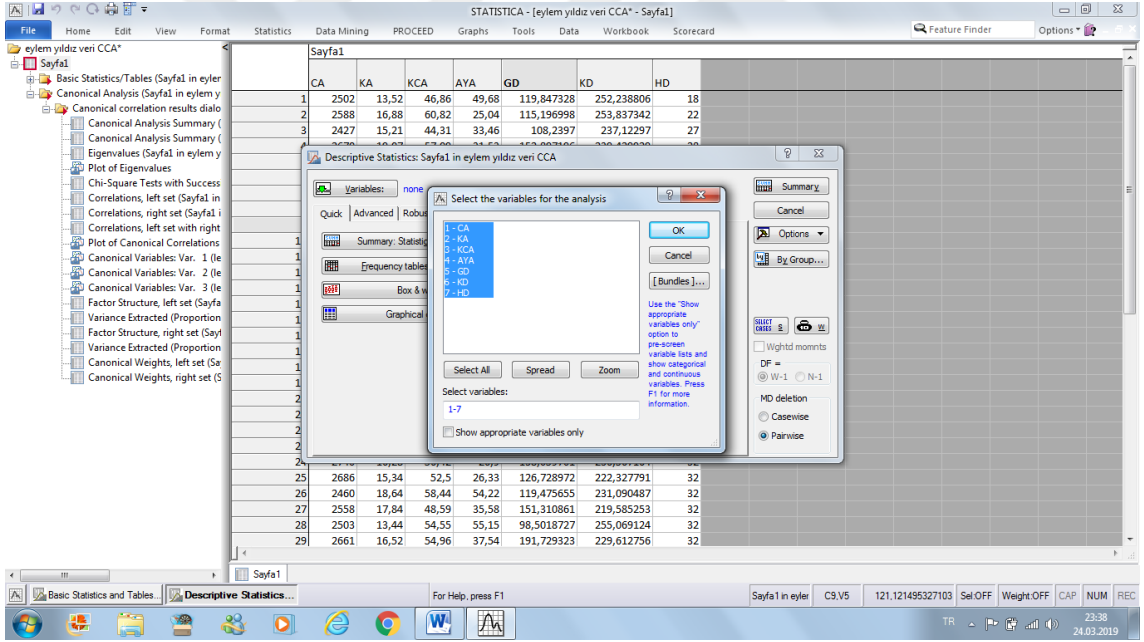 STATISTICA - [eylem yıldız veri CCA* - Sayfa1]
File Home Edit View Format Statistics Data Mining PROCEED Graphs Tools Data Workbook Scorecard Feature Finder Options
eylem yıldız veri CCA*
Sayfa1
Basic Statistics/Tables (Sayfa1 in eyler
Canonical Analysis (Sayfa1 in eylem y
Canonical correlation results dialo
Canonical Analysis Summary (
Canonical Analysis Summary (
Eigenvalues (Sayfa1 in eylem y
Plot of Eigenvalues
Chi-Square Tests with Success
Correlations, left set (Sayfa1 in
Correlations, right set (Sayfa1 i
Correlations, left set with right
Plot of Canonical Correlations
Canonical Variables: Var. 1 (le
Canonical Variables: Var. 2 (le
Canonical Variables: Var. 3 (le
Factor Structure, left set (Sayfa
Variance Extracted (Proportion
Factor Structure, right set (Sayf
Variance Extracted (Proportion
Canonical Weights, left set (Sa
Canonical Weights, right set (S
Sayfa1
CA KA KCA AYA GD KD HD
1 2502 13,52 46,86 49,68 119,847328 252,238806 18
2 2588 16,88 60,82 25,04 115,196998 253,837342 22
3 2427 15,21 44,31 33,46 108,2397 237,12297 27
Descriptive Statistics: Sayfa1 in eylem yıldız veri CCA
Variables: none
Quick Advanced Robus
Summary: Statistic
Frequency tables
Box & w
Graphical
Summary
Cancel
Options
By Group...
SELECT CASES S W
Wghtd momnts
DF =
W-1 N-1
MD deletion
Casewise
Pairwise
Select the variables for the analysis
1 - CA
2 - KA
3 - KCA
4 - AYA
5 - GD
6 - KD
7 - HD
OK
Cancel
[Bundles]...
Use the "Show
appropriate
variables only"
option to
pre-screen
variable lists and
show categorical
and continuous
variables. Press
F1 for more
information.
Select All Spread Zoom
Select variables:
1-7
Show appropriate variables only
25 2686 15,34 52,5 26,33 126,728972 222,327791 32
26 2460 18,64 58,44 54,22 119,475655 231,090487 32
27 2558 17,84 48,59 35,58 151,310861 219,585253 32
28 2503 13,44 54,55 55,15 98,5018727 255,069124 32
29 2661 16,52 54,96 37,54 191,729323 229,612756 32
Sayfa1
Basic Statistics and Tables... Descriptive Statistics... For Help, press F1 Sayfa1 in eyler C9,V5 121,121495327103 Sel:OFF Weight:OFF CAP NUM REC
TR 23:38
24.03.2019